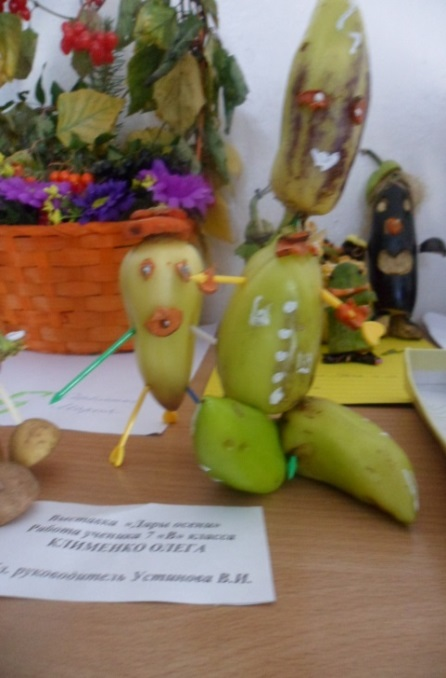 Выставка «Дары осени»
Работа ученика 7 «В» класса
КЛИМЕНКО ОЛЕГА
руководитель Устинова В.И.